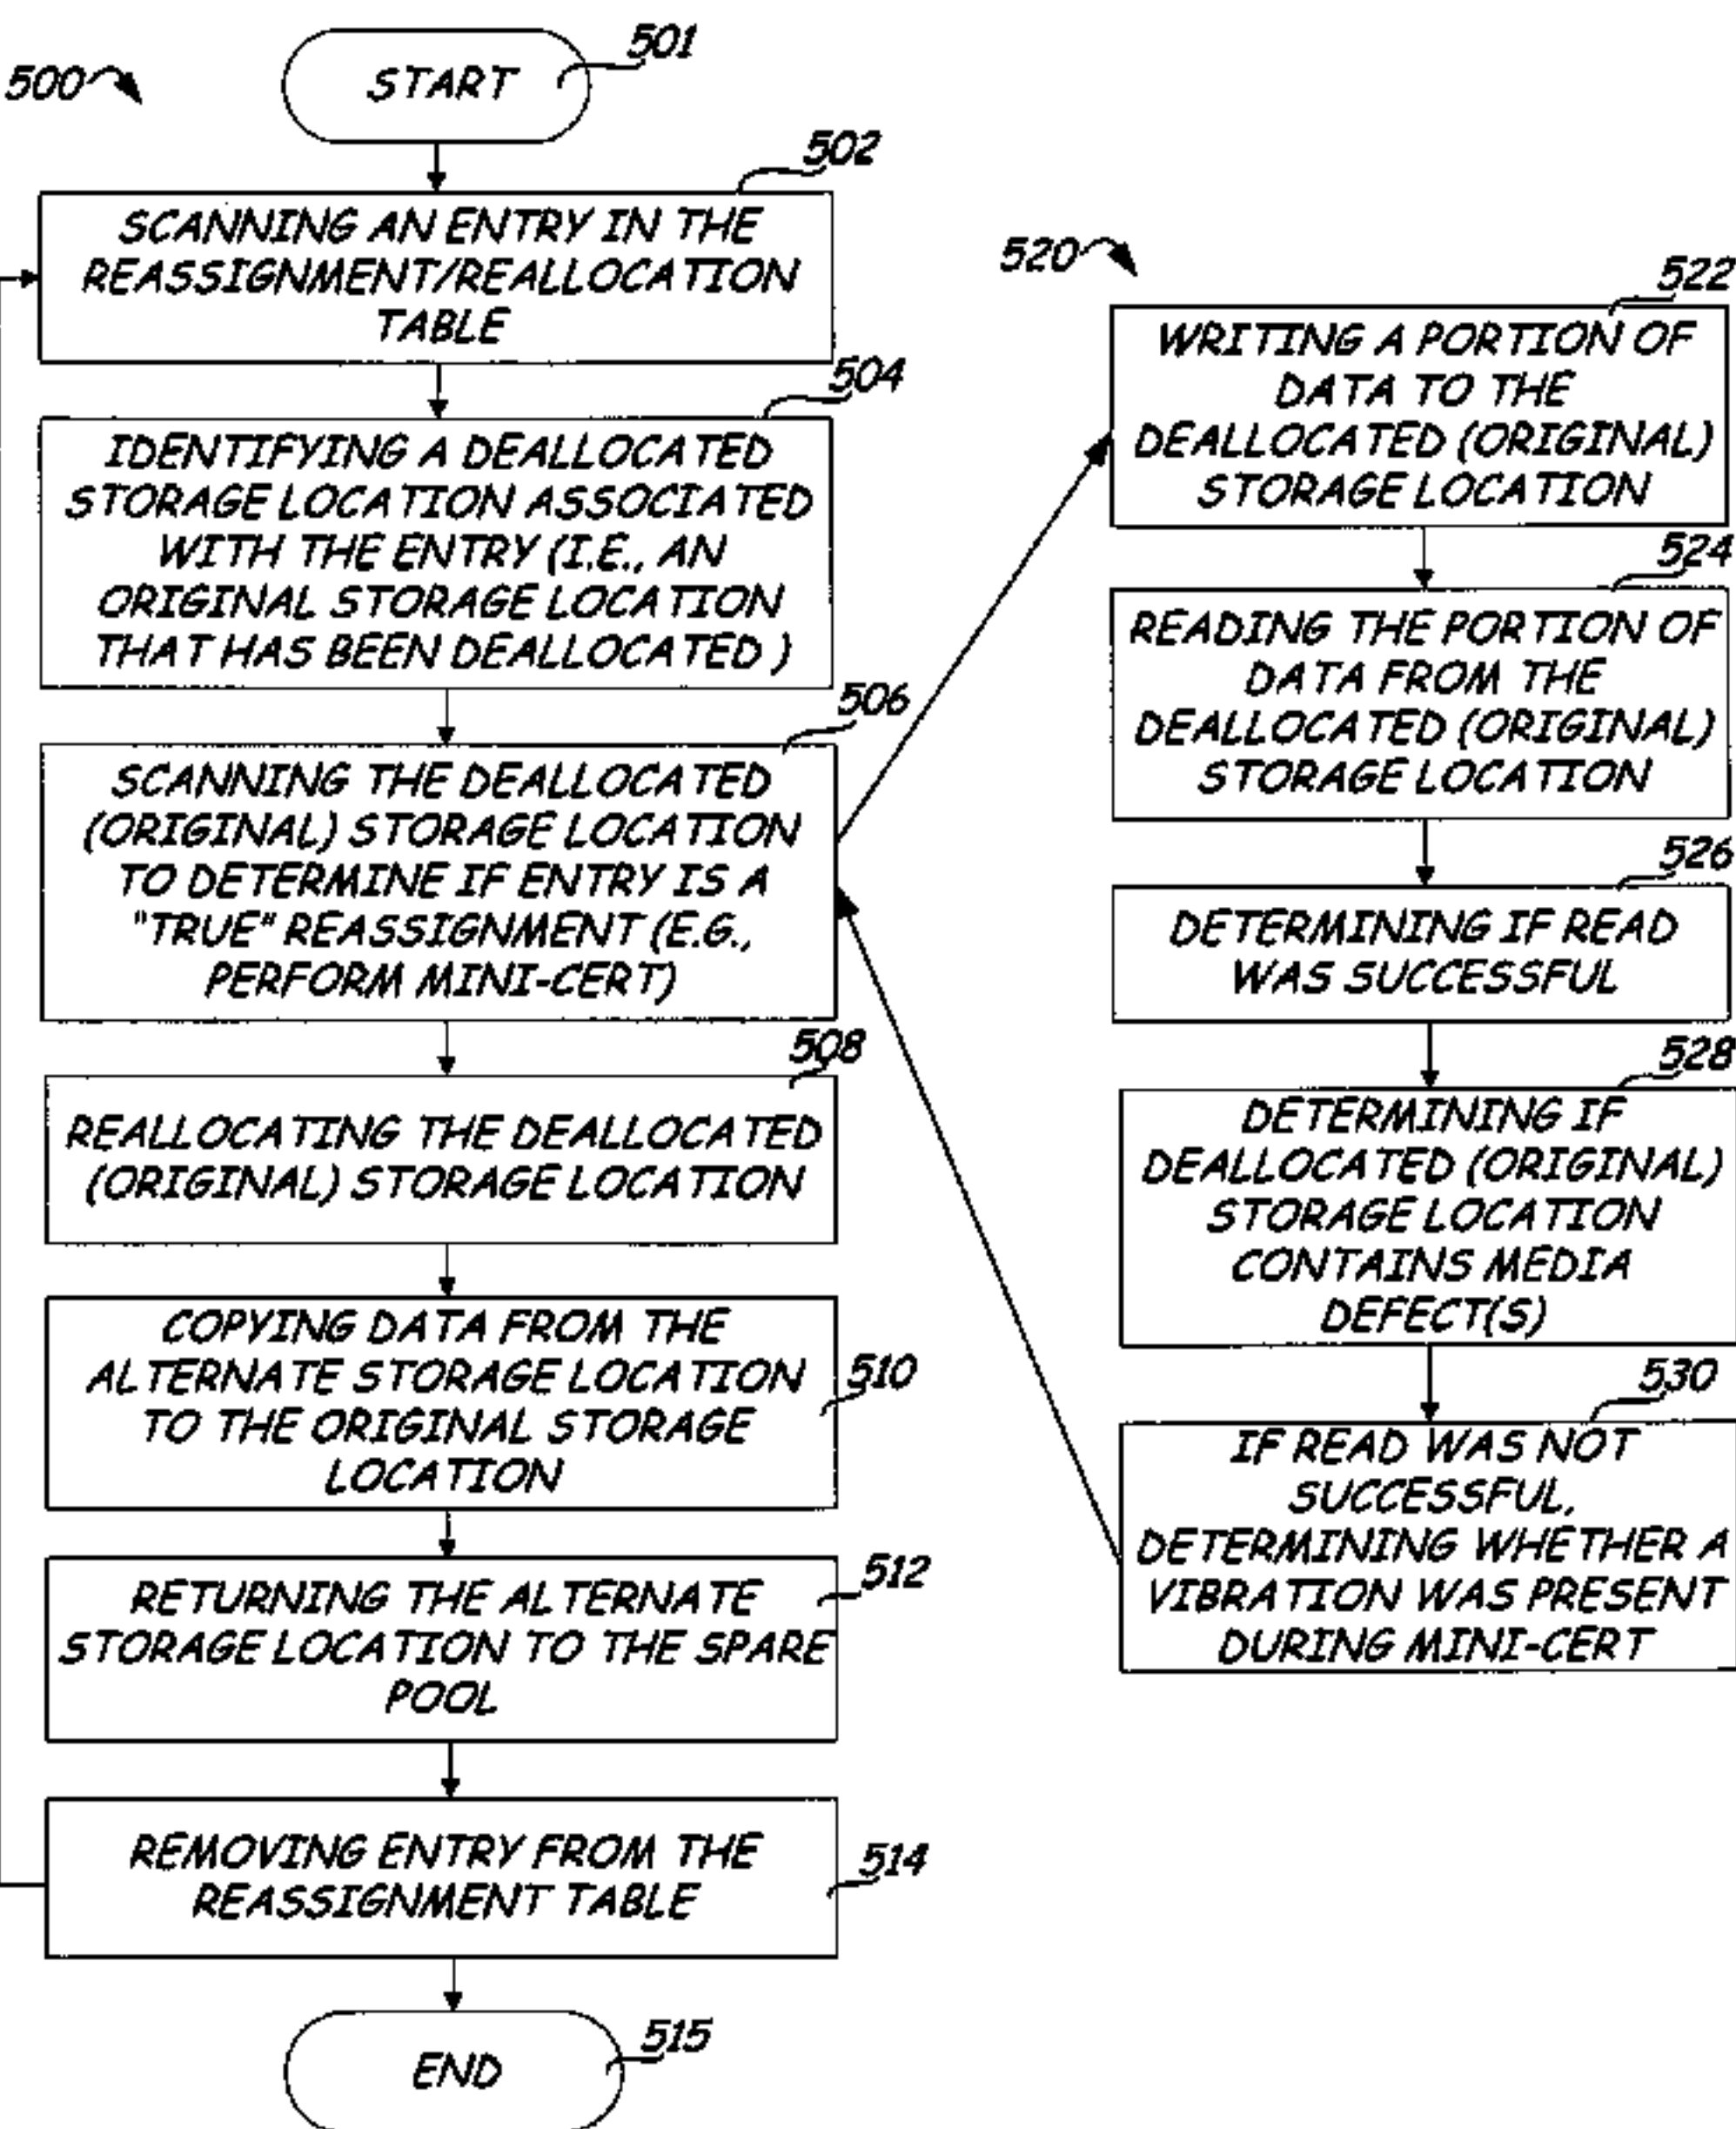 500
START
501
502
SCANNING AN ENTRY IN THE
REASSIGNMENT/REALLOCATION
TABLE
504
IDENTIFYING A DEALLOCATED
STORAGE LOCATION ASSOCIATED
WITH THE ENTRY (I.E., AN
ORIGINAL STORAGE LOCATION
THAT HAS BEEN DEALLOCATED )
506
SCANNING THE DEALLOCATED
(ORIGINAL) STORAGE LOCATION
TO DETERMINE IF ENTRY IS A
"TRUE" REASSIGNMENT (E.G.,
PERFORM MINI-CERT)
508
REALLOCATING THE DEALLOCATED
(ORIGINAL) STORAGE LOCATION
COPYING DATA FROM THE
ALTERNATE STORAGE LOCATION
TO THE ORIGINAL STORAGE
LOCATION
510
RETURNING THE ALTERNATE
STORAGE LOCATION TO THE SPARE
POOL
512
REMOVING ENTRY FROM THE
REASSIGNMENT TABLE
514
END
515
520
522
WRITING A PORTION OF
DATA TO THE
DEALLOCATED (ORIGINAL)
STORAGE LOCATION
524
READING THE PORTION OF
DATA FROM THE
DEALLOCATED (ORIGINAL)
STORAGE LOCATION
526
DETERMINING IF READ
WAS SUCCESSFUL
528
DETERMINING IF
DEALLOCATED (ORIGINAL)
STORAGE LOCATION
CONTAINS MEDIA
DEFECT(S)
530
IF READ WAS NOT
SUCCESSFUL,
DETERMINING WHETHER A
VIBRATION WAS PRESENT
DURING MINI-CERT